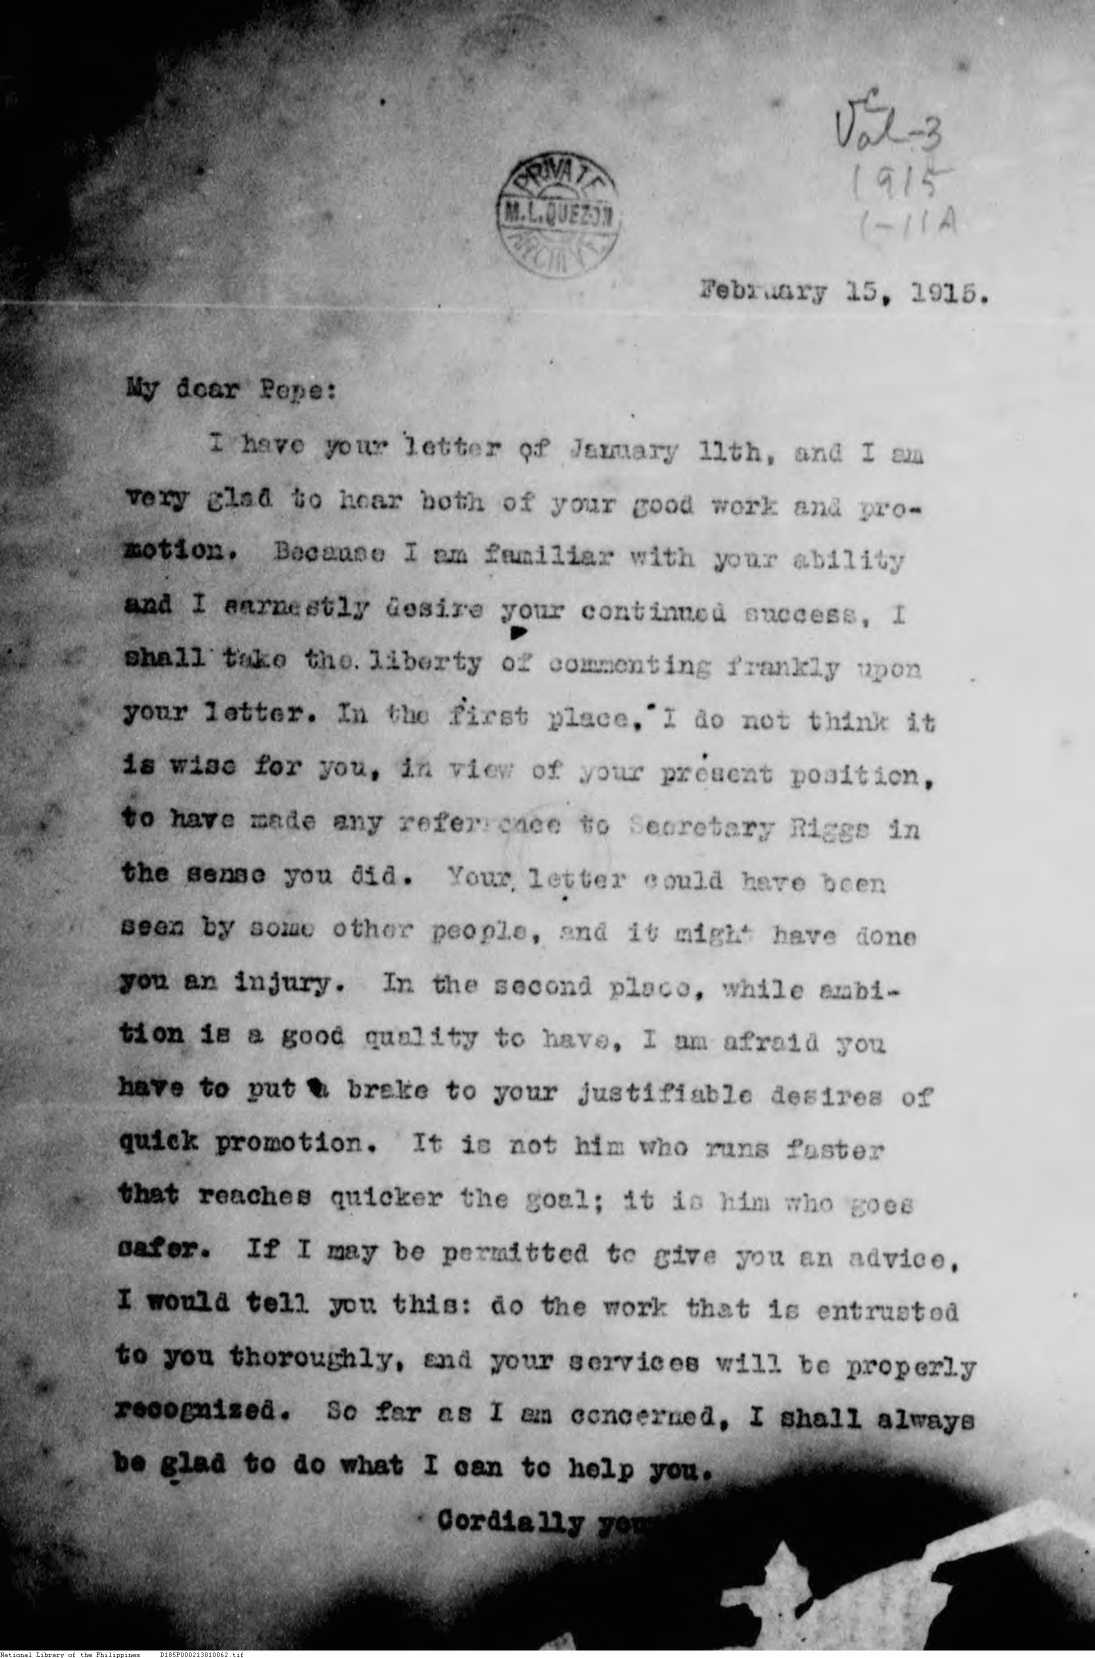 Vol-3
1915
1-11A
PRIVATE
M.L.QUEZON
ARCHIVE
February 15, 1915.
My dear Pepe:
I have your letter of January 11th, and I am
very glad to hear both of your good work and pro-
motion. Because I am familiar with your ability
and I earnestly desire your continued success, I
shall take the liberty of commenting frankly upon
your letter. In the first place, I do not think it
is wise for you, in view of your present position,
to have made any reference to Secretary Riggs in
the sense you did. Your letter could have been
seen by some other people, and it might have done
you an injury. In the second place, while ambi-
tion is a good quality to have, I am afraid you
have to put a brake to your justifiable desires of
quick promotion. It is not him who runs faster
that reaches quicker the goal; it is him who goes
safer. If I may be permitted to give you an advice,
I would tell you this: do the work that is entrusted
to you thoroughly, and your services will be properly
recognized. So far as I am concerned, I shall always
be glad to do what I can to help you.
Cordially
National Library of the Philippines D185P000213810062.tif